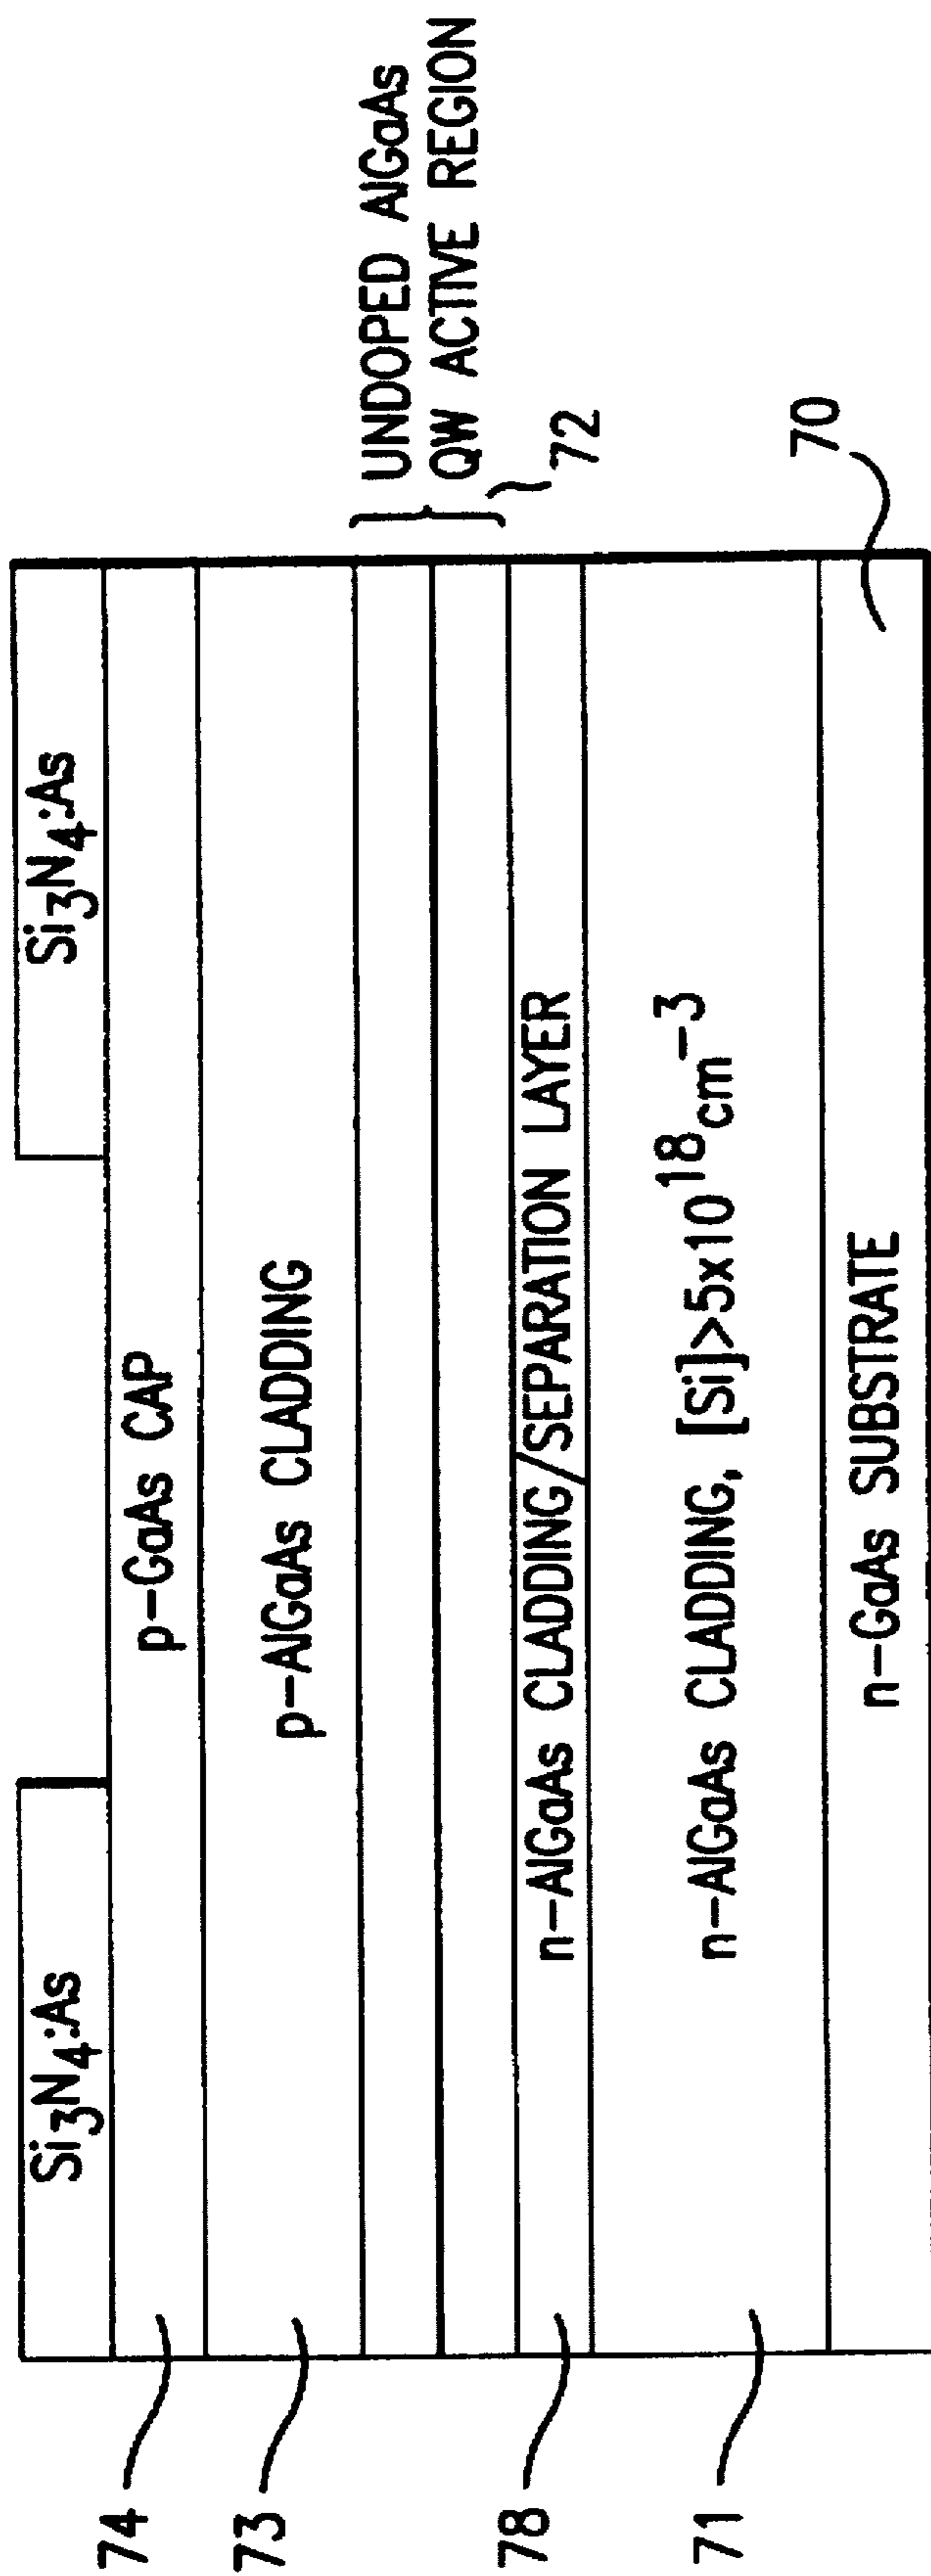 Si3N4:As
Si3N4:As
74
p-GaAs CAP
73
p-AlGaAs CLADDING
UNDOPED AlGaAs
QW ACTIVE REGION
72
78
n-AlGaAs CLADDING/SEPARATION LAYER
71
n-AlGaAs CLADDING, [Si]>5x10^18cm^-3
70
n-GaAs SUBSTRATE